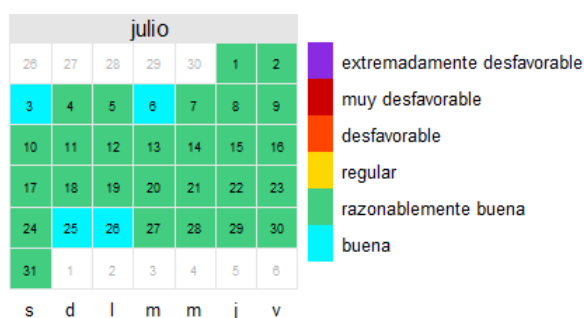 julio
26 27 28 29 30 1 2
3 4 5 6 7 8 9
10 11 12 13 14 15 16
17 18 19 20 21 22 23
24 25 26 27 28 29 30
31 1 2 3 4 5 6
s d l m m j v
extremadamente desfavorable
muy desfavorable
desfavorable
regular
razonablemente buena
buena